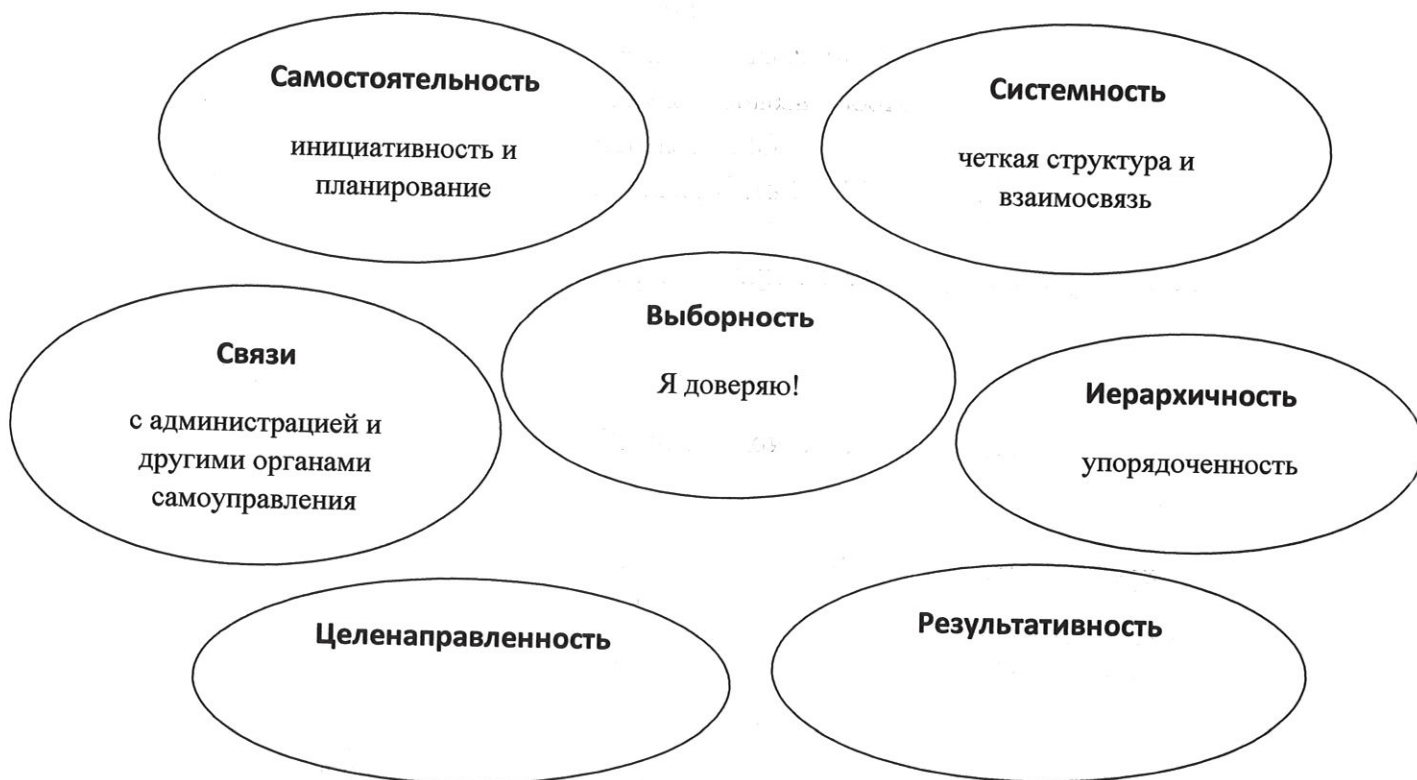 Самостоятельность
инициативность и
планирование
Системность
четкая структура и
взаимосвязь
Связи
с администрацией и
другими органами
самоуправления
Выборность
Я доверяю!
Иерархичность
упорядоченность
Целенаправленность
Результативность